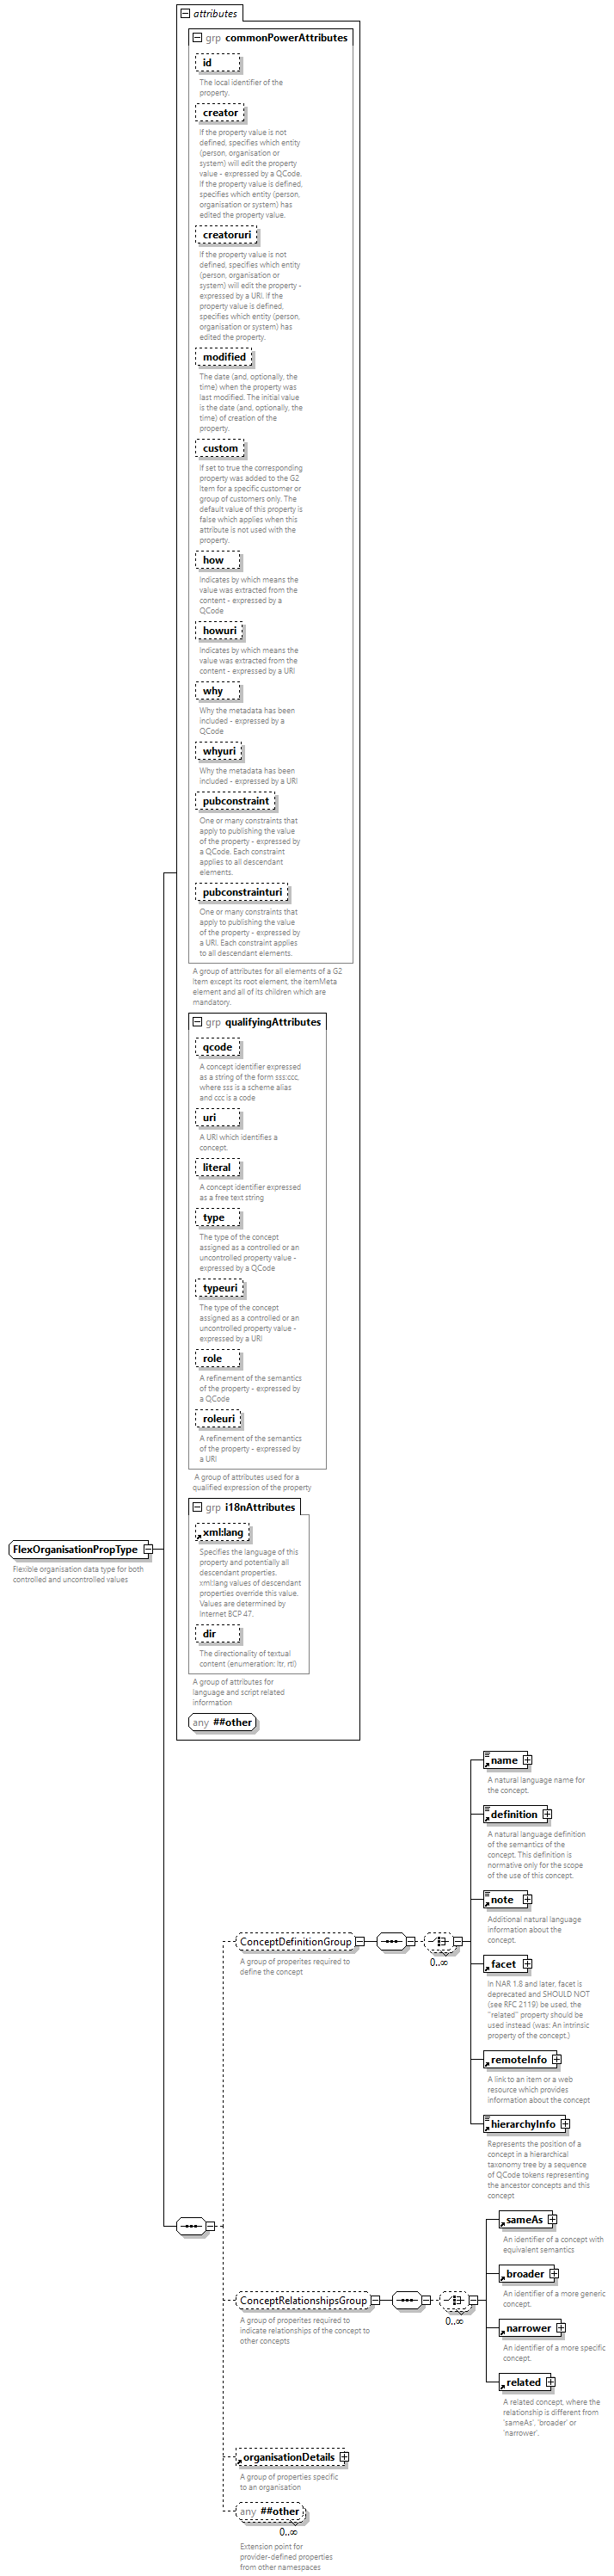 attributes
grp commonPowerAttributes
id
The local identifier of the
property.
creator
If the property value is not
defined, specifies which entity
(person, organisation or
system) will edit the property
value - expressed by a QCode.
If the property value is defined,
specifies which entity (person,
organisation or system) has
edited the property value.
creatoruri
If the property value is not
defined, specifies which entity
(person, organisation or
system) will edit the property -
expressed by a URI. If the
property value is defined,
specifies which entity (person,
organisation or system) has
edited the property.
modified
The date (and, optionally, the
time) when the property was
last modified. The initial value
is the date (and, optionally, the
time) of creation of the
property.
custom
If set to true the corresponding
property was added to the G2
Item for a specific customer or
group of customers only. The
default value of this property is
false which applies when this
attribute is not used with the
property.
how
Indicates by which means the
value was extracted from the
content - expressed by a
QCode
howuri
Indicates by which means the
value was extracted from the
content - expressed by a URI
why
Why the metadata has been
included - expressed by a
QCode
whyuri
Why the metadata has been
included - expressed by a URI
pubconstraint
One or many constraints that
apply to publishing the value
of the property - expressed by
a QCode. Each constraint
applies to all descendant
elements.
pubconstrainturi
One or many constraints that
apply to publishing the value
of the property - expressed by
a URI. Each constraint applies
to all descendant elements.
A group of attributes for all elements of a G2
Item except its root element, the itemMeta
element and all of its children which are
mandatory.
grp qualifyingAttributes
qcode
A concept identifier expressed
as a string of the form sss:ccc,
where sss is a scheme alias
and ccc is a code
uri
A URI which identifies a
concept.
literal
A concept identifier expressed
as a free text string
type
The type of the concept
assigned as a controlled or an
uncontrolled property value -
expressed by a QCode
typeuri
The type of the concept
assigned as a controlled or an
uncontrolled property value -
expressed by a URI
role
A refinement of the semantics
of the property - expressed by
a QCode
roleuri
A refinement of the semantics
of the property - expressed by
a URI
A group of attributes used for a
qualified expression of the property
grp i18nAttributes
xml:lang
Specifies the language of this
property and potentially all
descendant properties.
xml:lang values of descendant
properties override this value.
Values are determined by
Internet BCP 47.
dir
The directionality of textual
content (enumeration: ltr, rtl)
A group of attributes for
language and script related
information
any ##other
FlexOrganisationPropType
Flexible organisation data type for both
controlled and uncontrolled values
name
A natural language name for
the concept.
definition
A natural language definition
of the semantics of the
concept. This definition is
normative only for the scope
of the use of this concept.
note
Additional natural language
information about the
concept.
ConceptDefinitionGroup
0..∞
A group of properites required to
define the concept
facet
In NAR 1.8 and later, facet is
deprecated and SHOULD NOT
(see RFC 2119) be used, the
"related" property should be
used instead (was: An intrinsic
property of the concept.)
remoteInfo
A link to an item or a web
resource which provides
information about the concept
hierarchyInfo
Represents the position of a
concept in a hierarchical
taxonomy tree by a sequence
of QCode tokens representing
the ancestor concepts and this
concept
sameAs
An identifier of a concept with
equivalent semantics
broader
An identifier of a more generic
concept.
ConceptRelationshipsGroup
0..∞
A group of properites required to
indicate relationships of the concept to
other concepts
narrower
An identifier of a more specific
concept.
related
A related concept, where the
relationship is different from
'sameAs', 'broader' or
'narrower'.
organisationDetails
A group of properties specific
to an organisation
any ##other
0..∞
Extension point for
provider-defined properties
from other namespaces